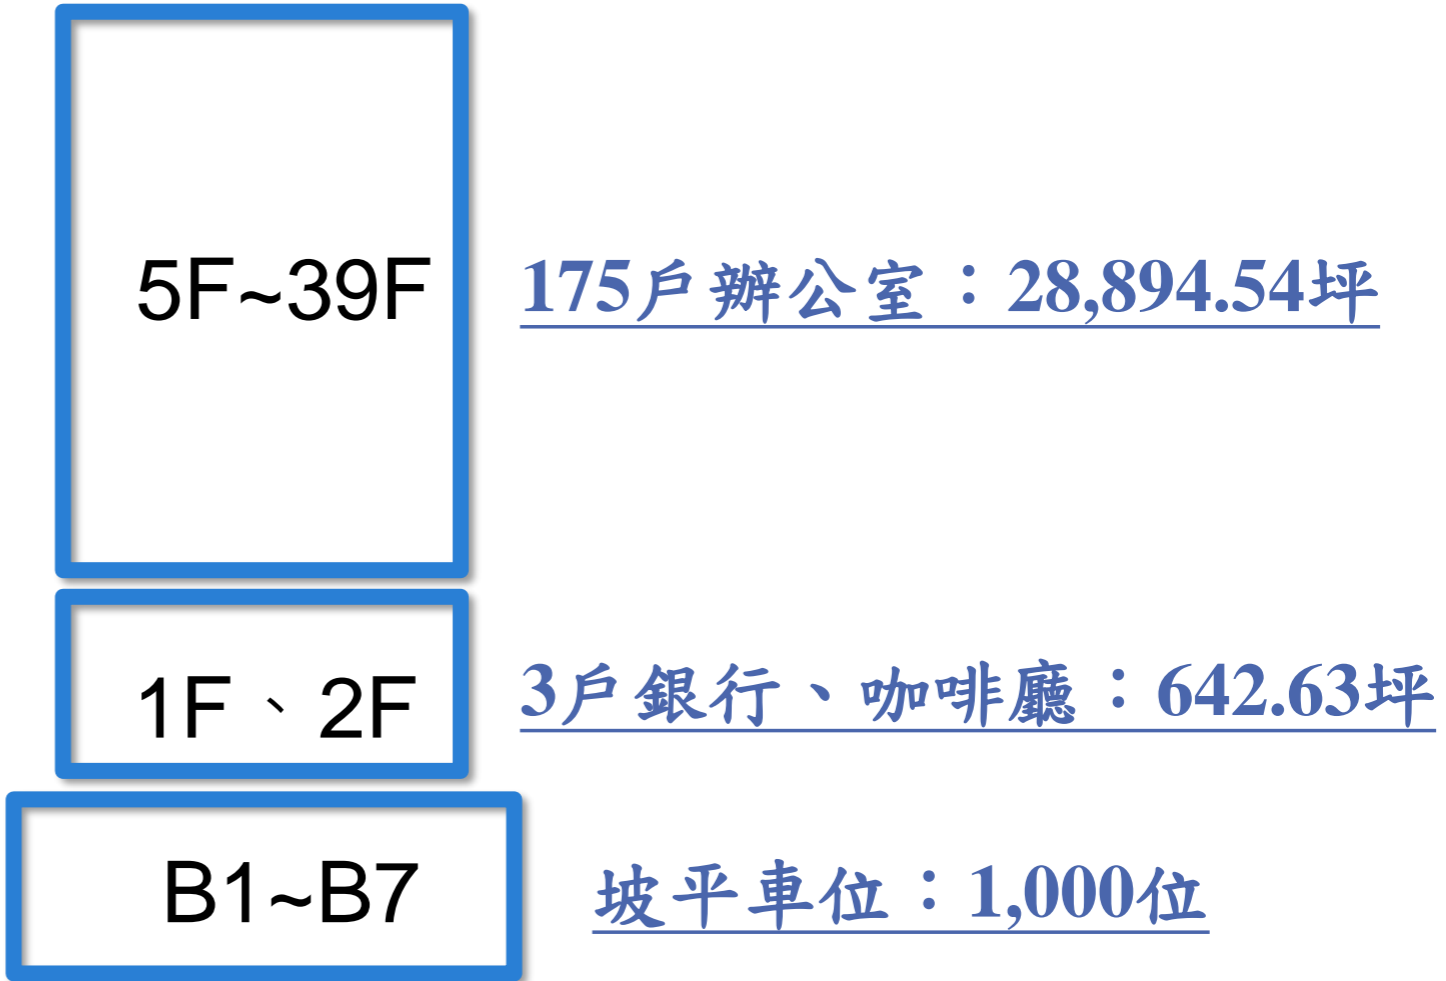 5F~39F
175戶辦公室：28,894.54坪
1F、2F
3戶銀行、咖啡廳：642.63坪
B1~B7
坡平車位：1,000位